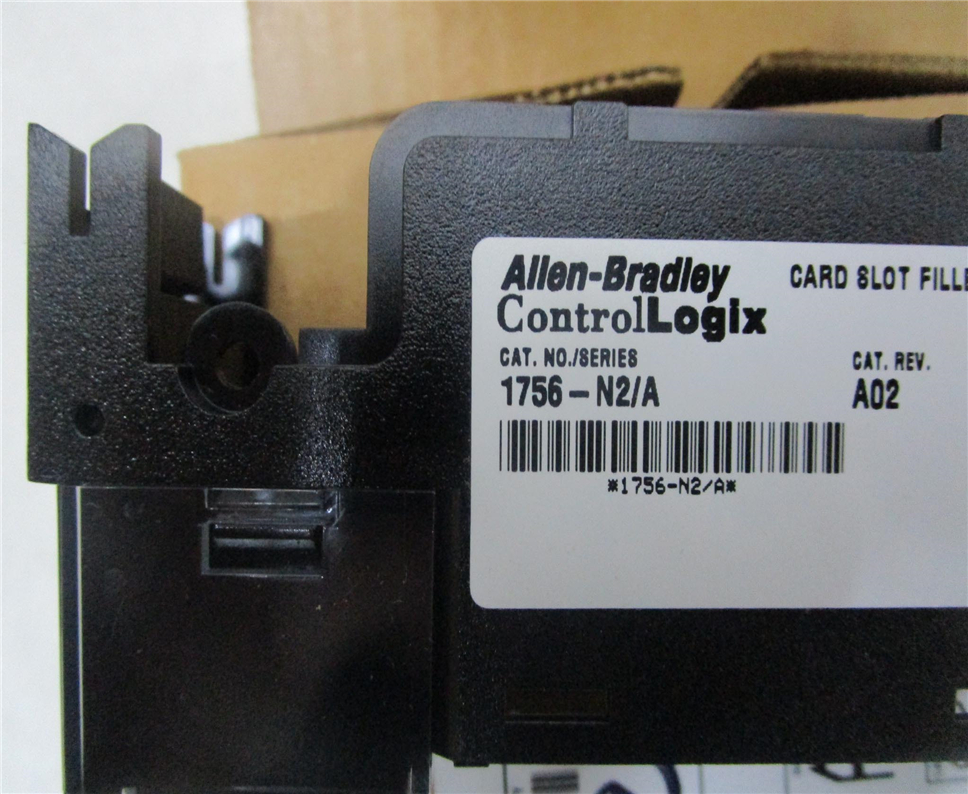 Allen-Bradley CARD SLOT FILLE
ControlLogix
CAT. NO./SERIES CAT. REV.
1756-N2/A A02
*1756-N2/A*